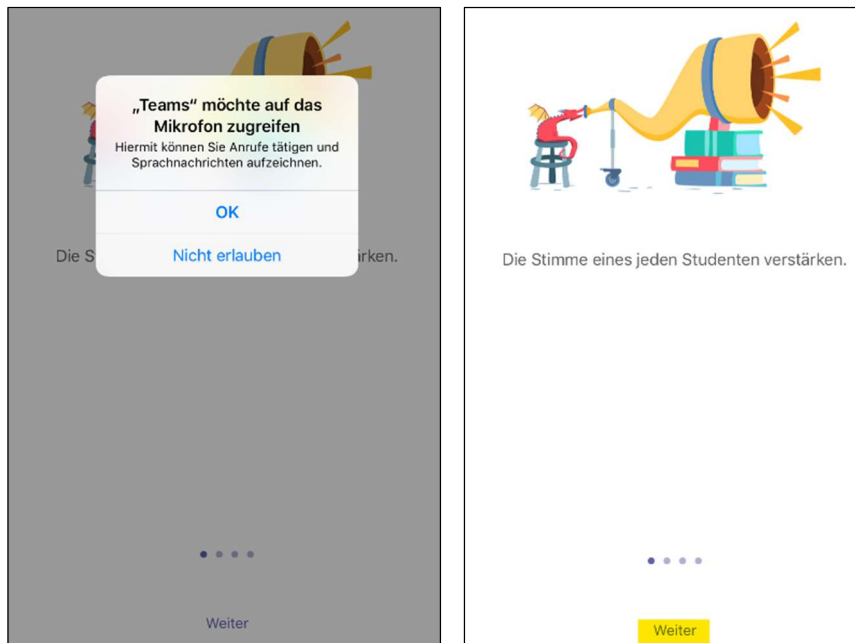 „Teams“ möchte auf das
Mikrofon zugreifen
Hiermit können Sie Anrufe tätigen und
Sprachnachrichten aufzeichnen.
OK
Nicht erlauben
Die S
rken.
Weiter
Die Stimme eines jeden Studenten verstärken.
Weiter